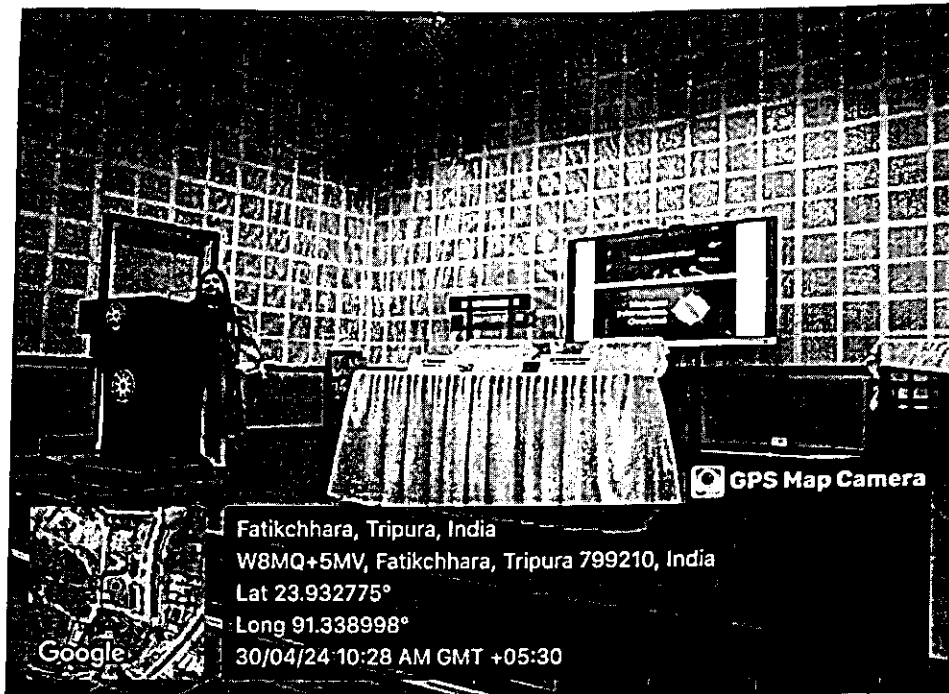 GPS Map Camera
Fatikchhara, Tripura, India
W8MQ+5MV, Fatikchhara, Tripura 799210, India
Lat 23.932775°
Long 91.338998°
30/04/24 10:28 AM GMT +05:30
Google